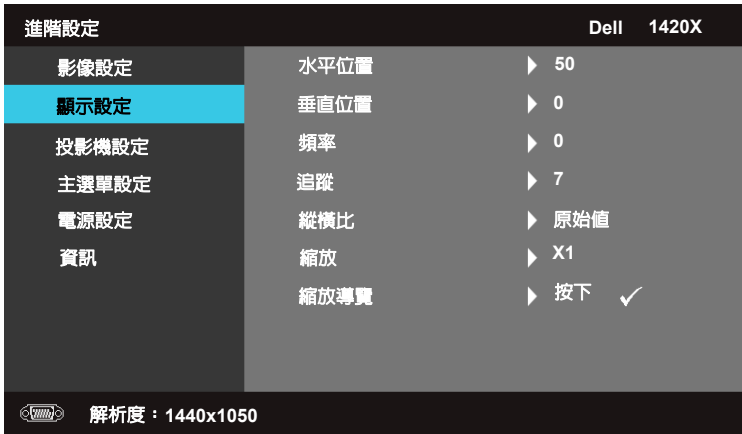 進階設定 Dell 1420X
影像設定 水平位置 50
顯示設定 垂直位置 0
投影機設定 頻率 0
主選單設定 追蹤 7
電源設定 縱橫比 原始值
資訊 縮放 X1
縮放導覽 按下
解析度：1440x1050